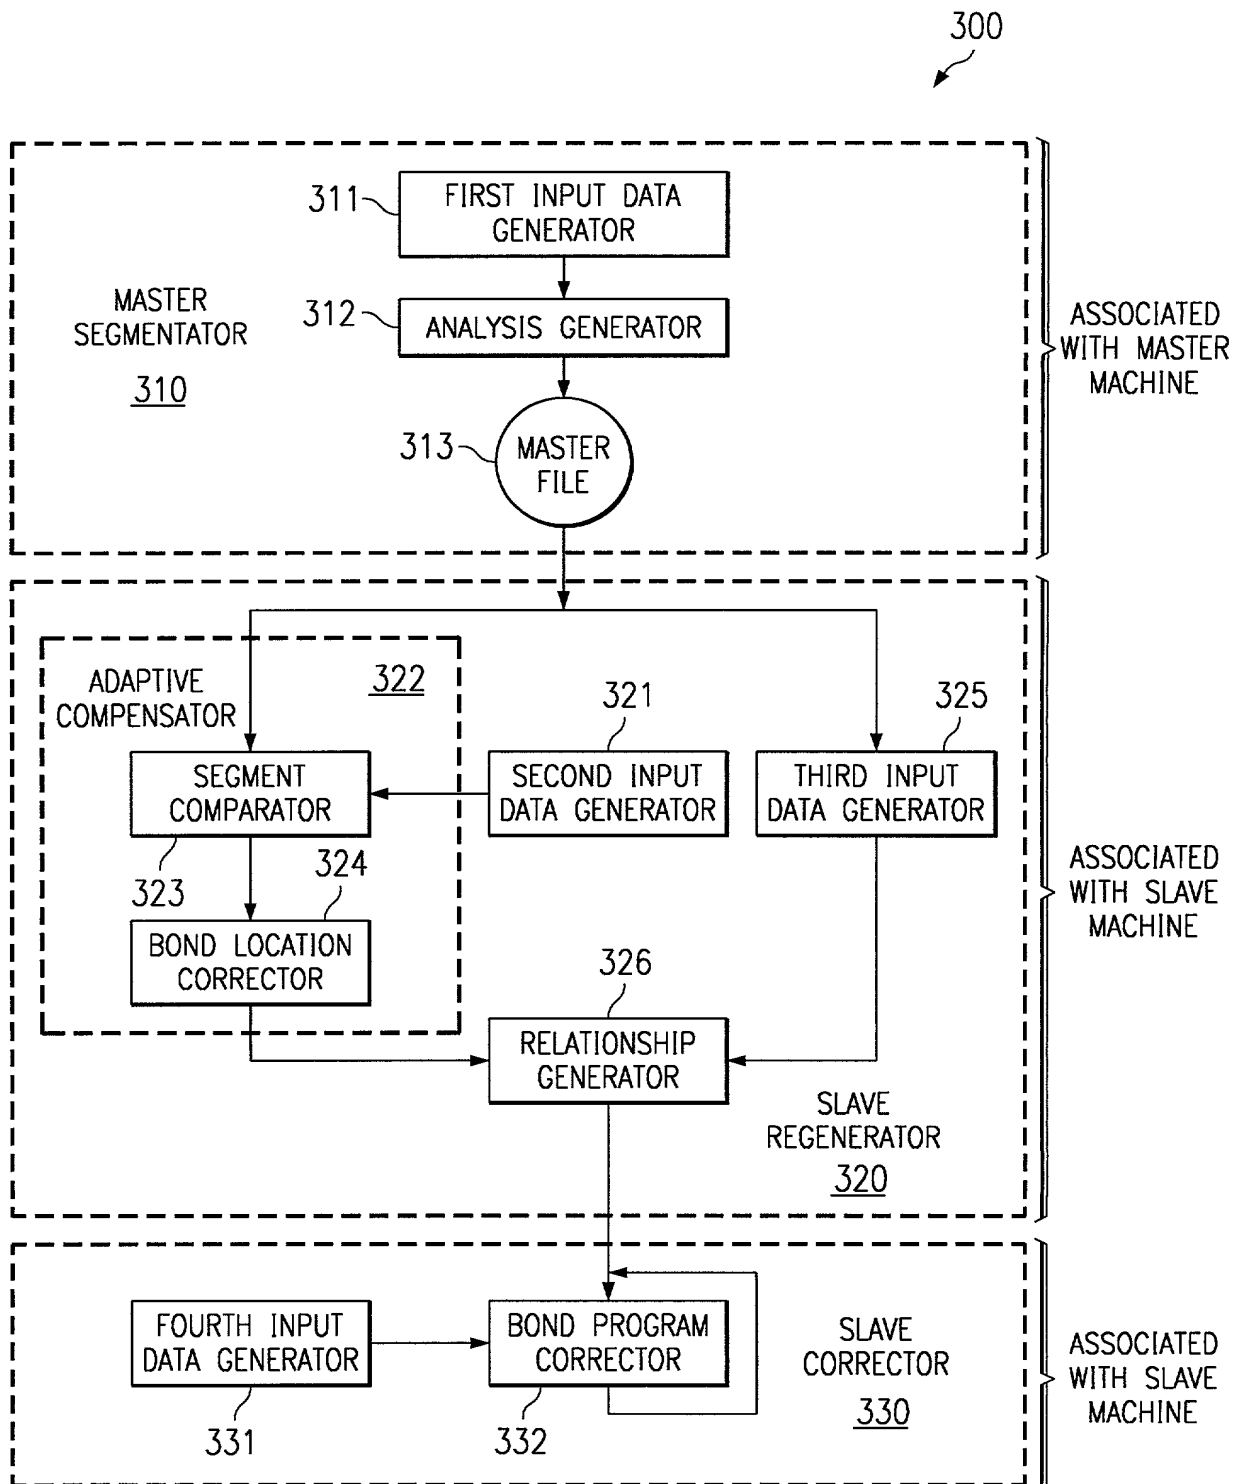 300
311
FIRST INPUT DATA
GENERATOR
MASTER
SEGMENTATOR
310
312
ANALYSIS GENERATOR
313
MASTER
FILE
ASSOCIATED
WITH MASTER
MACHINE
ADAPTIVE
COMPENSATOR
322
321
325
SEGMENT
COMPARATOR
SECOND INPUT
DATA GENERATOR
THIRD INPUT
DATA GENERATOR
323
324
BOND LOCATION
CORRECTOR
326
RELATIONSHIP
GENERATOR
SLAVE
REGENERATOR
320
ASSOCIATED
WITH SLAVE
MACHINE
FOURTH INPUT
DATA GENERATOR
331
BOND PROGRAM
CORRECTOR
332
SLAVE
CORRECTOR
330
ASSOCIATED
WITH SLAVE
MACHINE